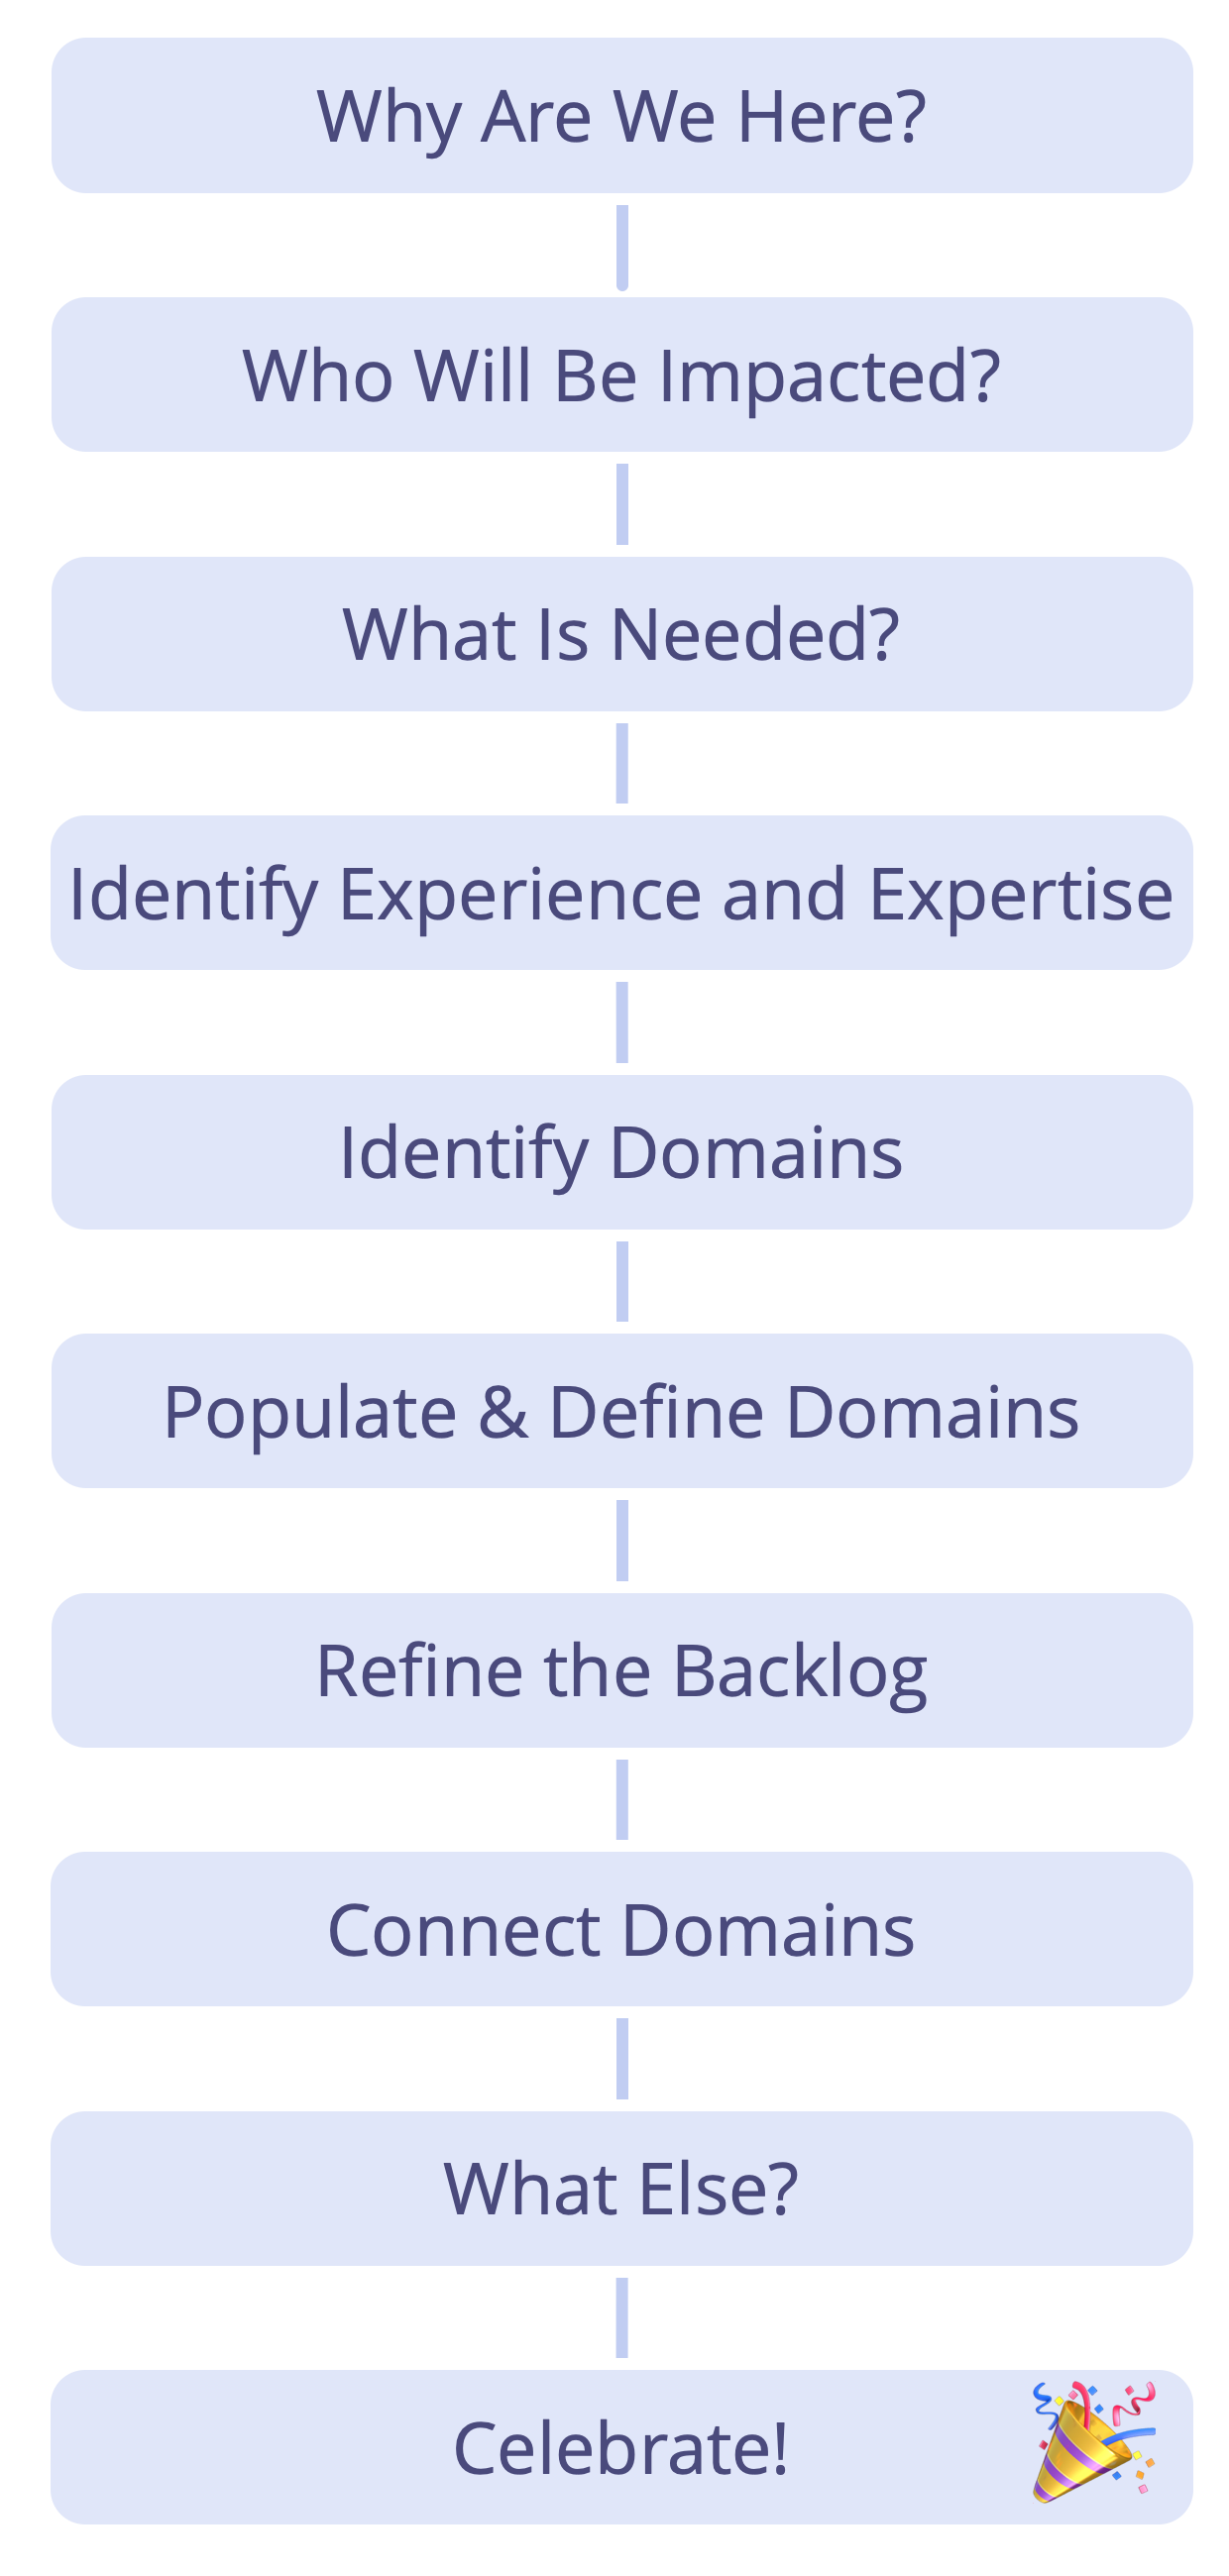 Why Are We Here?
Who Will Be Impacted?
What Is Needed?
Identify Experience and Expertise
Identify Domains
Populate & Define Domains
Refine the Backlog
Connect Domains
What Else?
Celebrate!